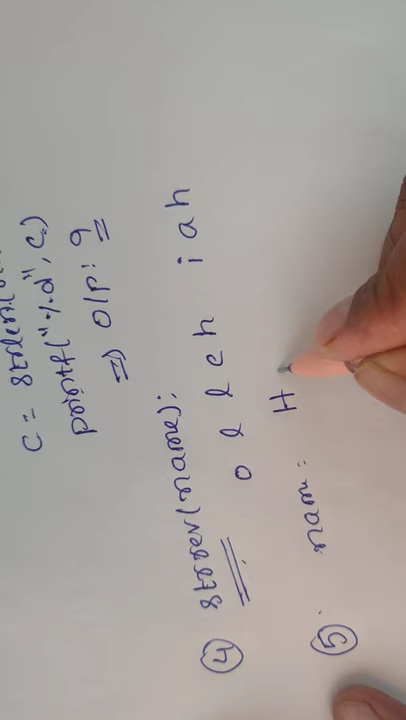 c = strlen(
printf("%d", c)
=> O/P: 9
④ strrev(name):
o l l e h i a h
⑤ name: H